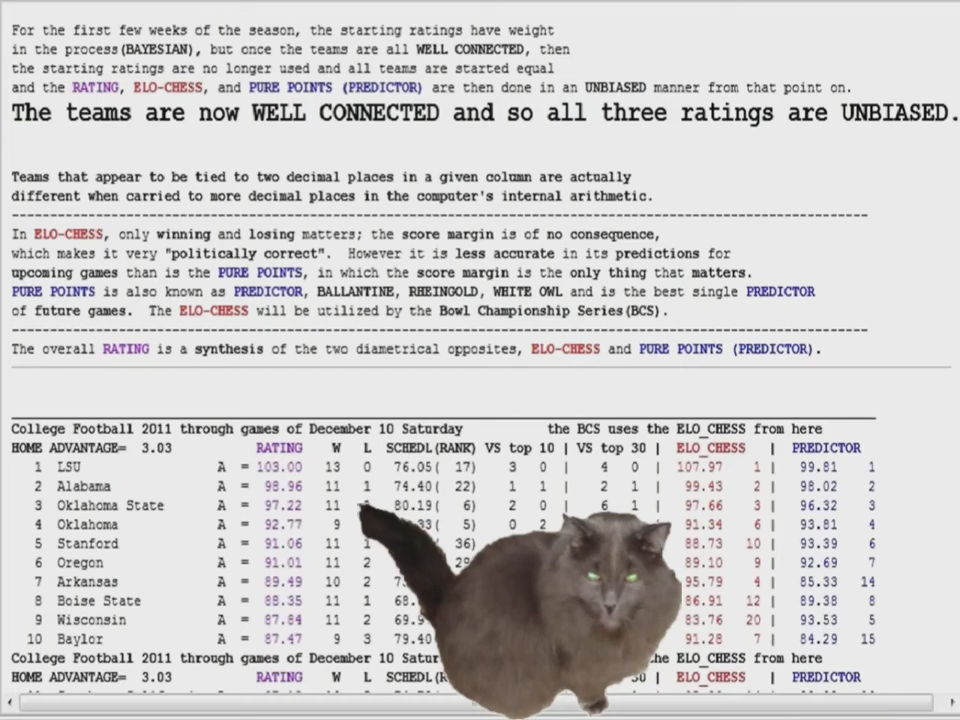 For the first few weeks of the season, the starting ratings have weight
in the process(BAYESIAN), but once the teams are all WELL CONNECTED, then
the starting ratings are no longer used and all teams are started equal
and the RATING, ELO-CHESS, and PURE POINTS (PREDICTOR) are then done in an UNBIASED manner from that point on.
The teams are now WELL CONNECTED and so all three ratings are UNBIASED.
Teams that appear to be tied to two decimal places in a given column are actually
different when carried to more decimal places in the computer's internal arithmetic.
In ELO-CHESS, only winning and losing matters; the score margin is of no consequence,
which makes it very "politically correct". However it is less accurate in its predictions for
upcoming games than is the PURE POINTS, in which the score margin is the only thing that matters.
PURE POINTS is also known as PREDICTOR, BALLANTINE, RHEINGOLD, WHITE OWL and is the best single PREDICTOR
of future games. The ELO-CHESS will be utilized by the Bowl Championship Series(BCS).
The overall RATING is a synthesis of the two diametrical opposites, ELO-CHESS and PURE POINTS (PREDICTOR).
College Football 2011 through games of December 10 Saturday the BCS uses the ELO_CHESS from here
HOME ADVANTAGE= 3.03 RATING W L SCHEDL(RANK) VS top 10 | VS top 30 | ELO_CHESS | PREDICTOR
1 LSU A = 103.00 13 0 76.05( 17) 3 0 | 4 0 | 107.97 1 | 99.81 1
2 Alabama A = 98.96 11 1 74.40( 22) 1 1 | 2 1 | 99.43 2 | 98.02 2
3 Oklahoma State A = 97.22 11 80.19( 6) 2 0 | 6 1 | 97.66 3 | 96.32 3
4 Oklahoma A = 92.77 9 .33( 5) 0 2 91.34 6 | 93.81 4
5 Stanford A = 91.06 11 1 36) 88.73 10 | 93.39 6
6 Oregon A = 91.01 11 2 89.10 9 | 92.69 7
7 Arkansas A = 89.49 10 2 95.79 4 | 85.33 14
8 Boise State A = 88.35 11 1 68. 86.91 12 | 89.38 8
9 Wisconsin A = 87.84 11 2 69.9 83.76 20 | 93.53 5
10 Baylor A = 87.47 9 3 79.40 91.28 7 | 84.29 15
College Football 2011 through games of December 10 Satur the ELO_CHESS from here
HOME ADVANTAGE= 3.03 RATING W L SCHEDL(R 30 | ELO_CHESS | PREDICTOR